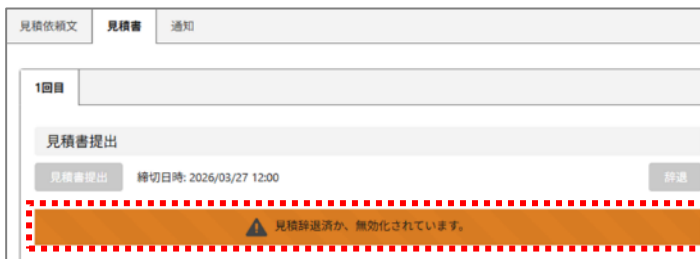 見積依頼文 見積書 通知
1回目
見積書提出
見積書提出 締切日時: 2026/03/27 12:00 辞退
見積辞退済か、無効化されています。